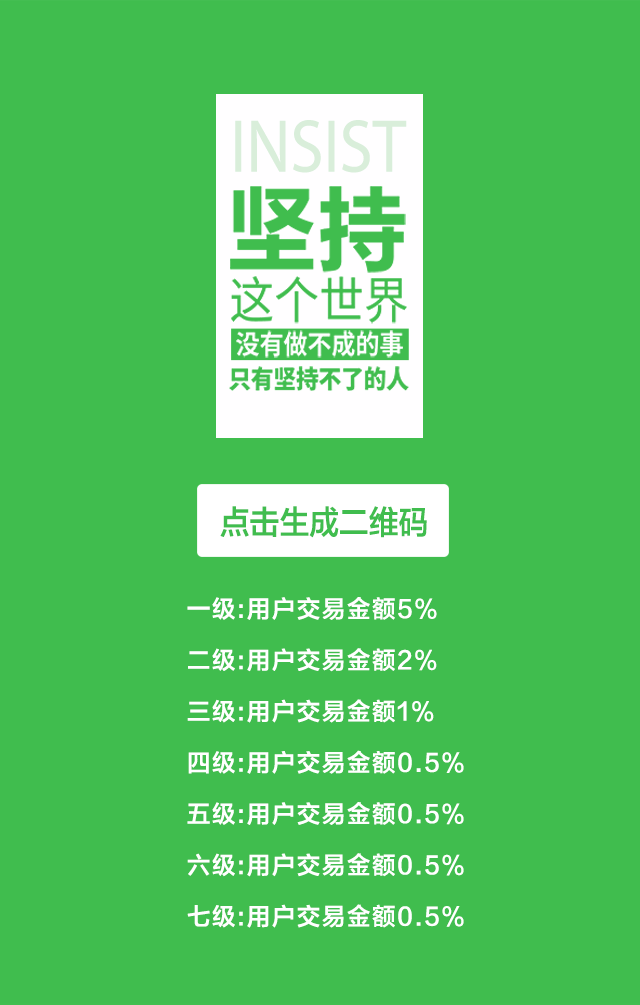 INSIST
坚持
这个世界
没有做不成的事
只有坚持不了的人
点击生成二维码
一级:用户交易金额5%
二级:用户交易金额2%
三级:用户交易金额1%
四级:用户交易金额0.5%
五级:用户交易金额0.5%
六级:用户交易金额0.5%
七级:用户交易金额0.5%